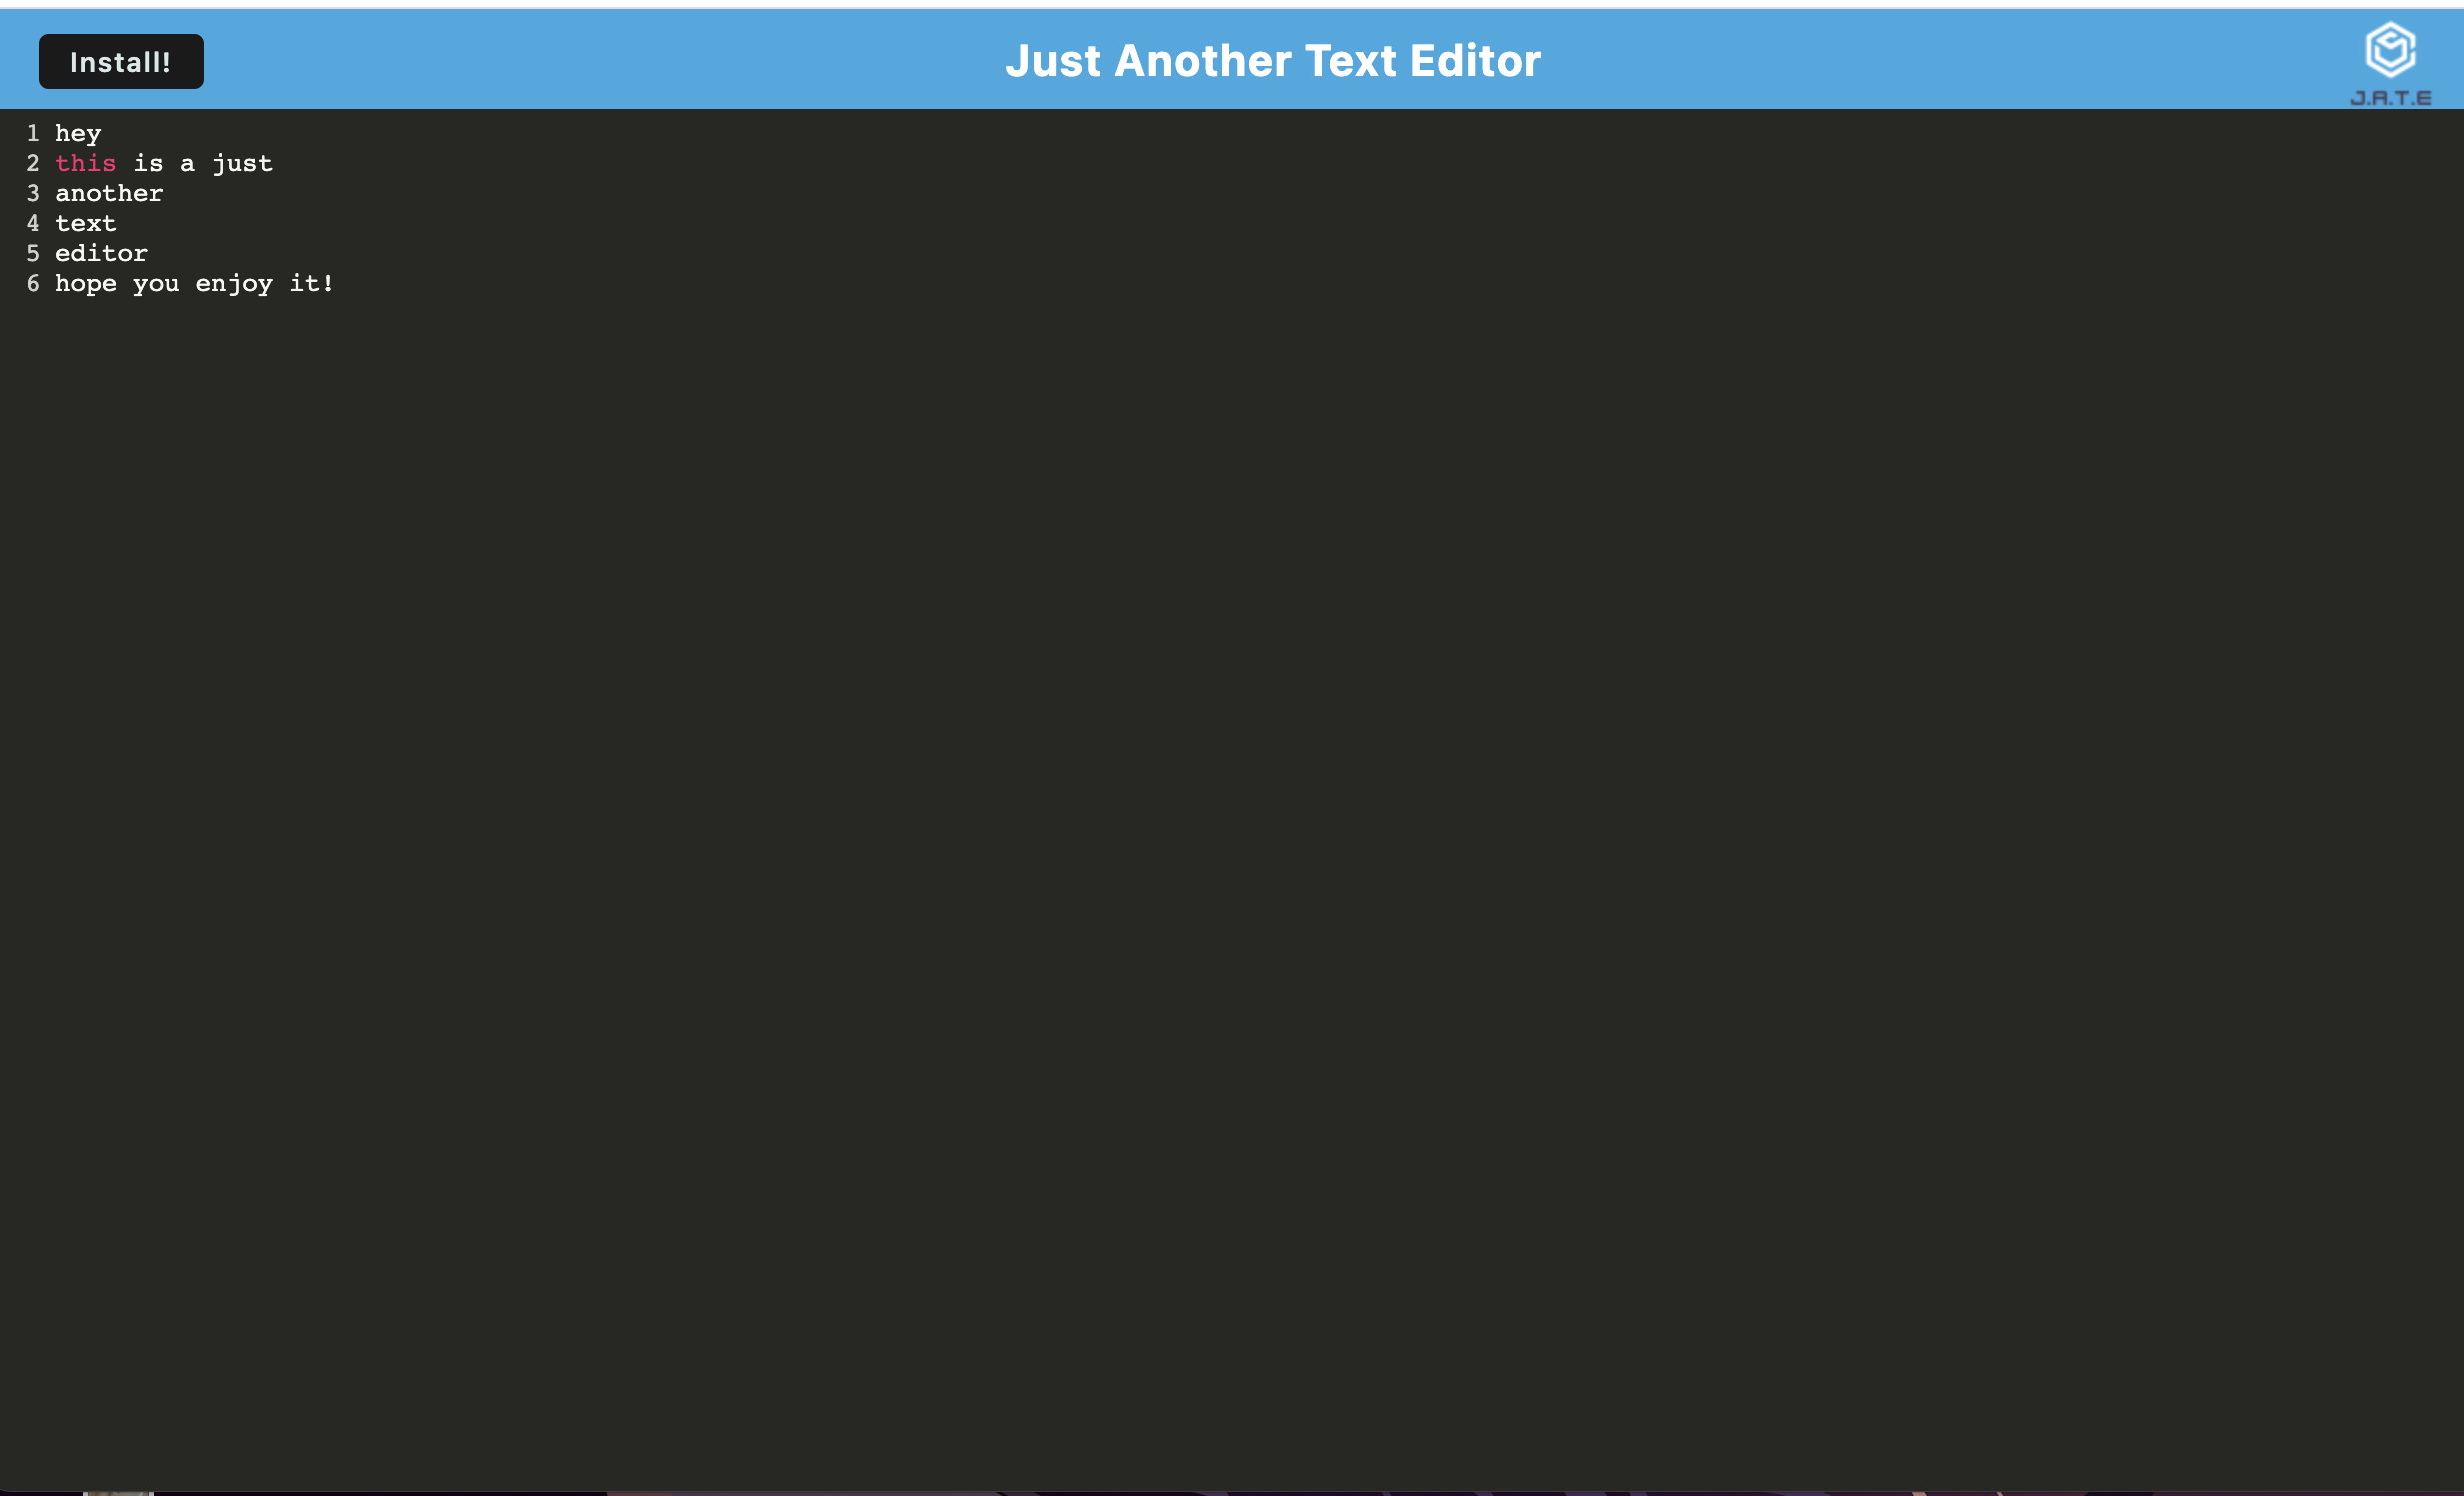 Install!
Just Another Text Editor
J.A.T.E
1 hey
2 this is a just
3 another
4 text
5 editor
6 hope you enjoy it!